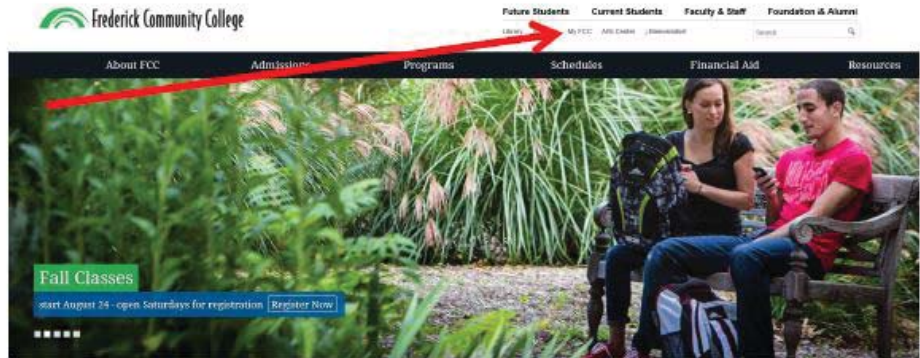 Frederick Community College
Future Students Current Students Faculty & Staff Foundation & Alumni
Library My FCC Arts Center Search
About FCC Admissions Programs Schedules Financial Aid Resources
Fall Classes
start August 24 - open Saturdays for registration Register Now